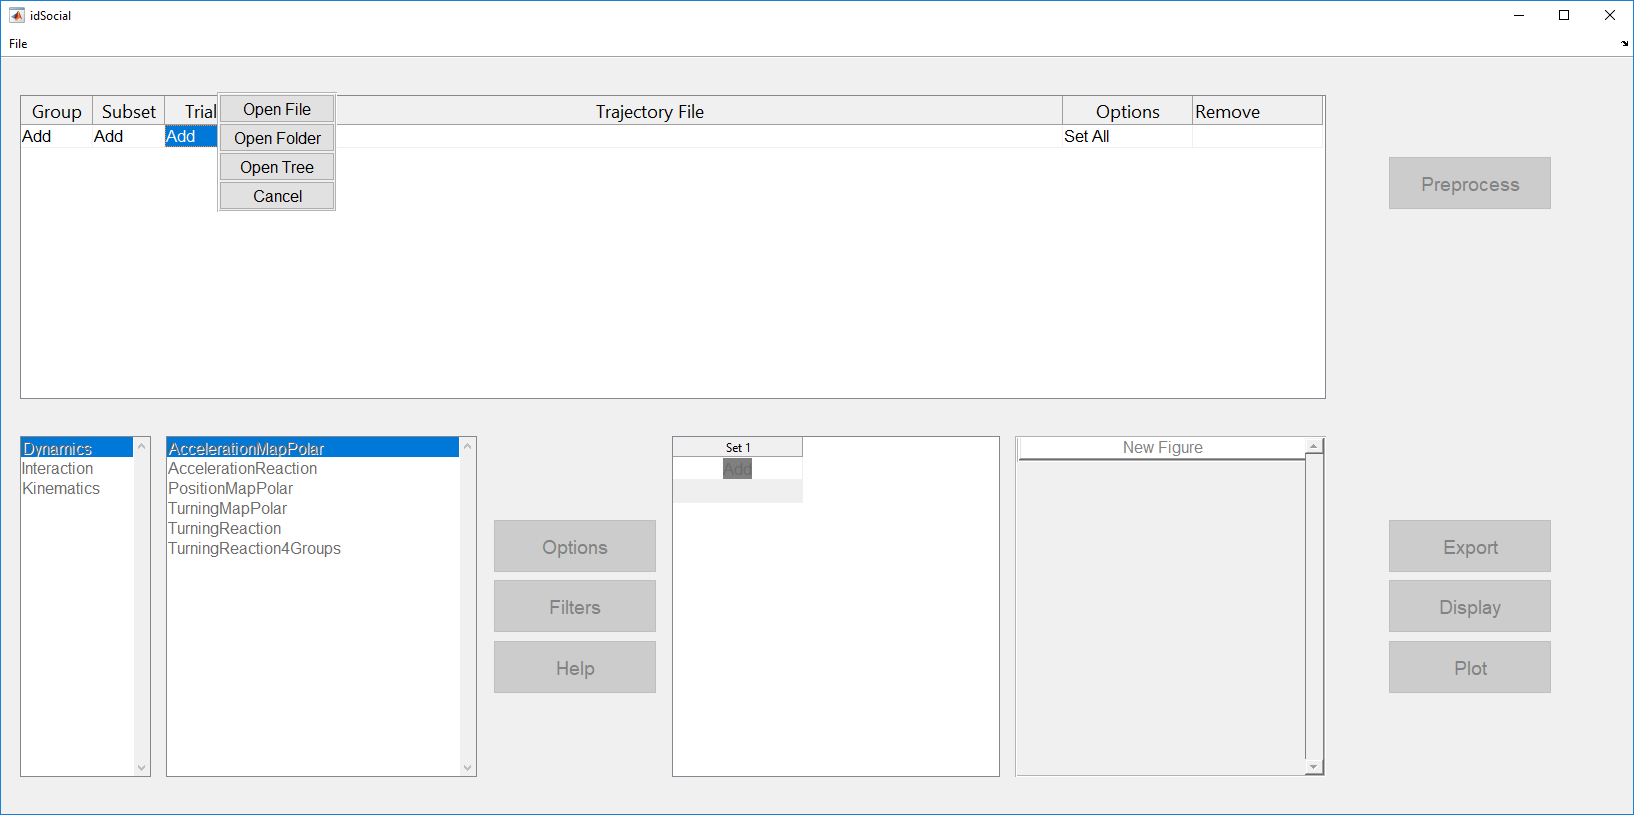 idSocial
File
Group Subset Trial Trajectory File Options Remove
Add Add Add Set All
Open File
Open Folder
Open Tree
Cancel
Preprocess
Dynamics
Interaction
Kinematics
AccelerationMapPolar
AccelerationReaction
PositionMapPolar
TurningMapPolar
TurningReaction
TurningReaction4Groups
Options
Filters
Help
Set 1
Add
New Figure
Export
Display
Plot